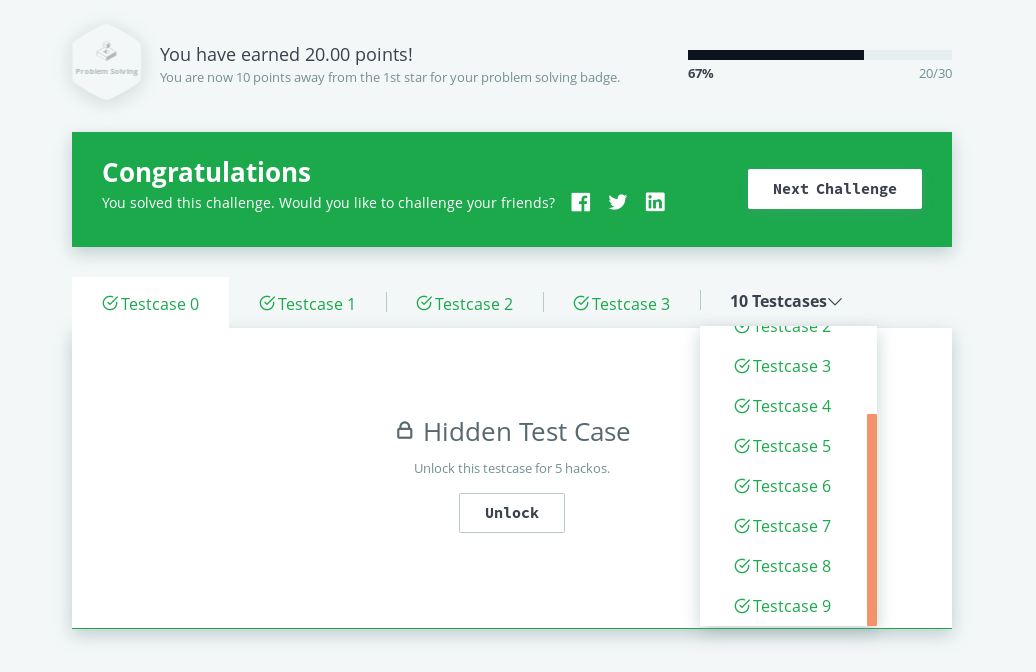 Problem Solving
You have earned 20.00 points!
You are now 10 points away from the 1st star for your problem solving badge.
67%
20/30
Congratulations
You solved this challenge. Would you like to challenge your friends?
Next Challenge
Testcase 0
Testcase 1
Testcase 2
Testcase 3
10 Testcases
Hidden Test Case
Unlock this testcase for 5 hackos.
Unlock
Testcase 2
Testcase 3
Testcase 4
Testcase 5
Testcase 6
Testcase 7
Testcase 8
Testcase 9